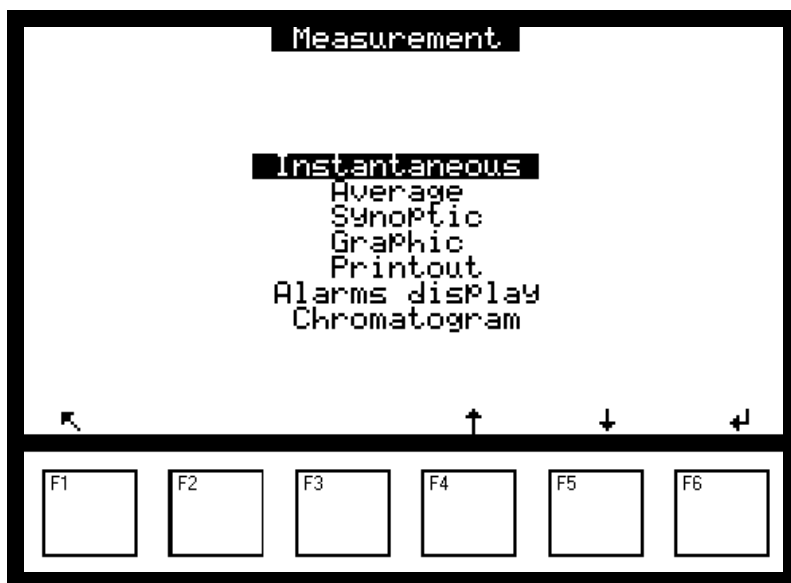 Measurement
Instantaneous
Average
Synoptic
Graphic
Printout
Alarms display
Chromatogram
↖ ↑ ↓ ↵
F1 F2 F3 F4 F5 F6